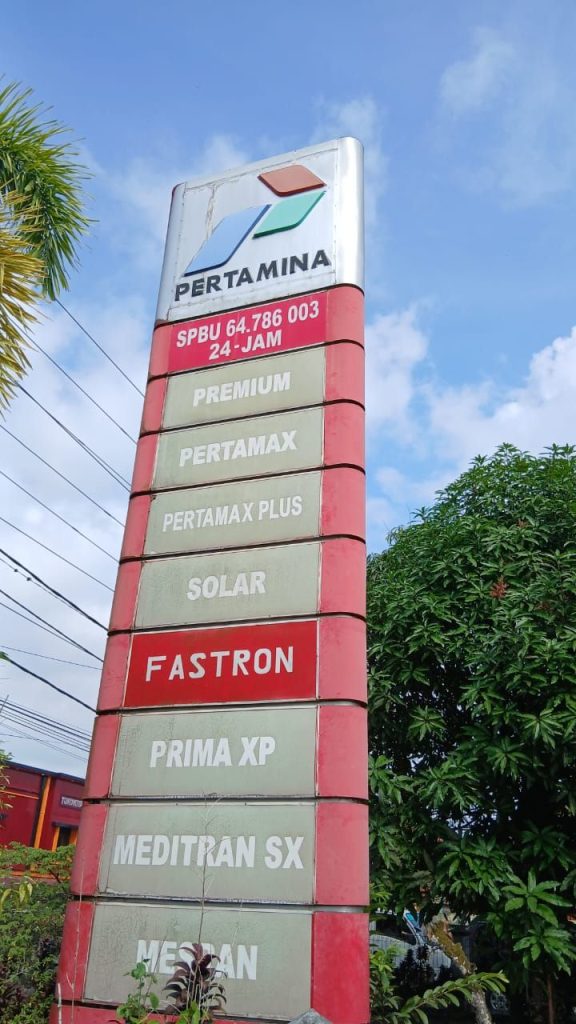 PERTAMINA
SPBU 64.786 003
24-JAM
PREMIUM
PERTAMAX
PERTAMAX PLUS
SOLAR
FASTRON
PRIMA XP
MEDITRAN SX